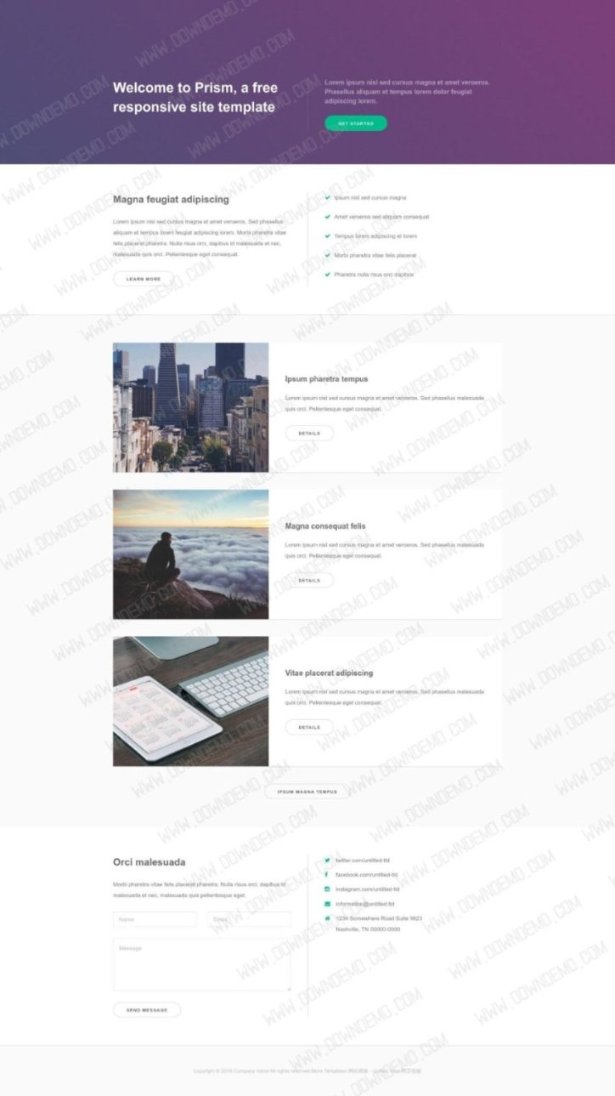 Welcome to Prism, a free
responsive site template
Lorem ipsum nisl sed cursus magna et amet veroeros.
Phasellus aliquam et tempus lorem dolor feugiat
adipiscing lorem.
GET STARTED
Magna feugiat adipiscing
Lorem ipsum nisl sed cursus magna et amet veroeros. Sed phasellus
aliquam et tempus lorem feugiat adipiscing lorem. Morbi pharetra vitae
felis placerat pharetra. Nulla risus orci, dapibus id malesuada et nec,
malesuada quis orci. Pellentesque eget consequat.
LEARN MORE
Ipsum nisl sed cursus magna
Amet veroeros sed aliquam consequat
Tempus lorem adipiscing et lorem
Morbi pharetra vitae felis placerat
Pharetra nulla risus orci dapibus
Ipsum pharetra tempus
Lorem ipsum nisl sed cursus magna et amet veroeros. Sed phasellus malesuada
quis orci. Pellentesque eget consequat.
DETAILS
Magna consequat felis
Lorem ipsum nisl sed cursus magna et amet veroeros. Sed phasellus malesuada
quis orci. Pellentesque eget consequat.
DETAILS
Vitae placerat adipiscing
Lorem ipsum nisl sed cursus magna et amet veroeros. Sed phasellus malesuada
quis orci. Pellentesque eget consequat.
DETAILS
IPSUM MAGNA TEMPUS
Orci malesuada
Morbi pharetra vitae felis placerat pharetra. Nulla risus orci, dapibus id
malesuada et nec, malesuada quis pellentesque eget.
Name
Email
Message
SEND MESSAGE
twitter.com/untitled-tld
facebook.com/untitled-tld
instagram.com/untitled-tld
information@untitled.tld
1234 Somewhere Road Suite
Nashville, TN 00000-0000
Copyright © Company name All rights reserved.More Templates
WWW.DOWNDEMO.COM